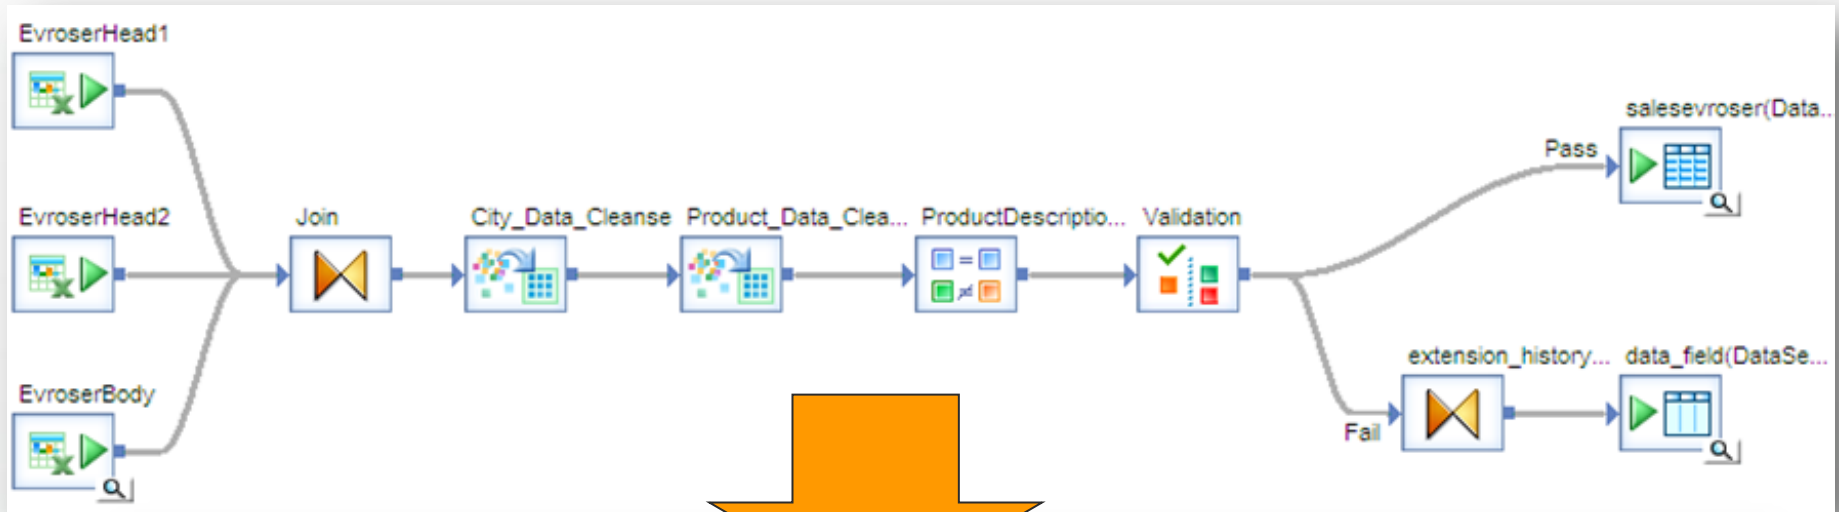 EvroserHead1
salesevroser(Data...
Pass
EvroserHead2
Join
City_Data_Cleanse
Product_Data_Clea...
ProductDescriptio...
Validation
extension_history...
data_field(DataSe...
EvroserBody
Fail